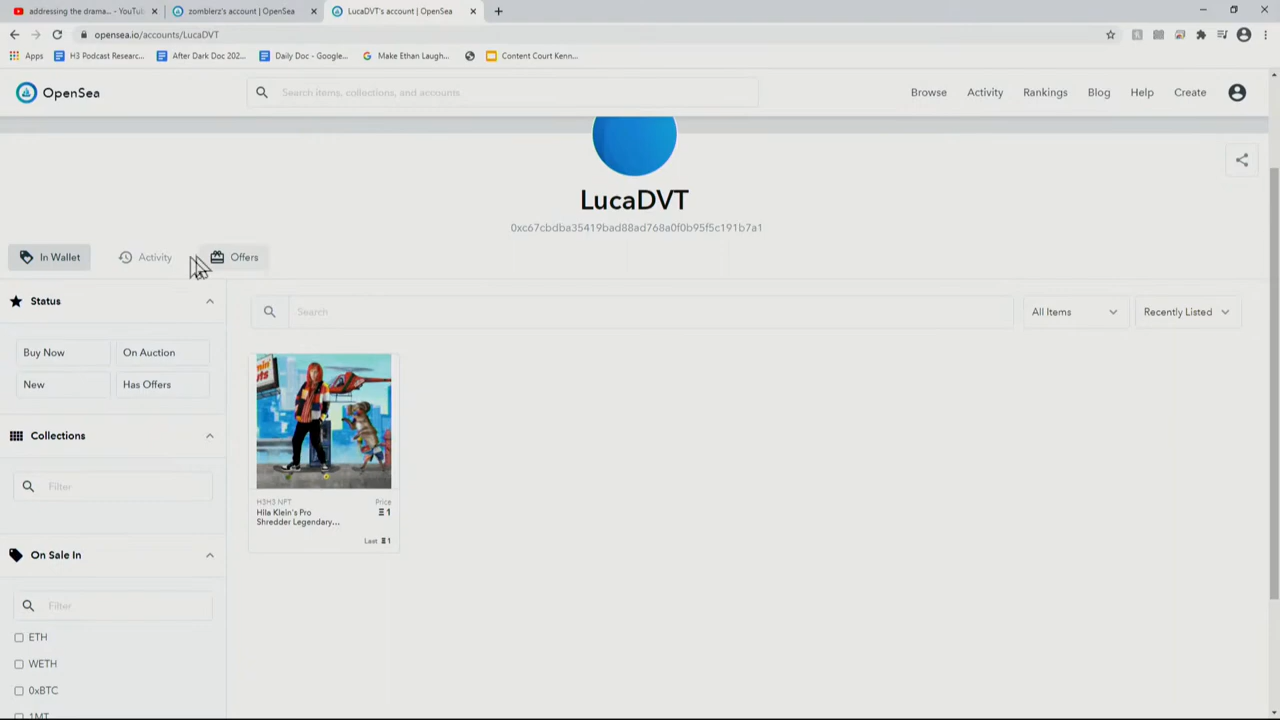 addressing the drama... - YouTu
zomblerz's account | OpenSea
LucaDVT's account | OpenSea
opensea.io/accounts/LucaDVT
Apps
H3 Podcast Researc...
After Dark Doc 202...
Daily Doc - Google...
Make Ethan Laugh...
Content Court Kenn...
OpenSea
Search items, collections, and accounts
Browse
Activity
Rankings
Blog
Help
Create
LucaDVT
0xc67cbdba35419bad88ad768a0f0b95f5c191b7a1
In Wallet
Activity
Offers
Status
Buy Now
On Auction
New
Has Offers
Collections
Filter
On Sale In
Filter
ETH
WETH
0xBTC
1MT
Search
All Items
Recently Listed
H3H3 NFT
Price
Hila Klein's Pro
Shredder Legendary...
1
Last 1